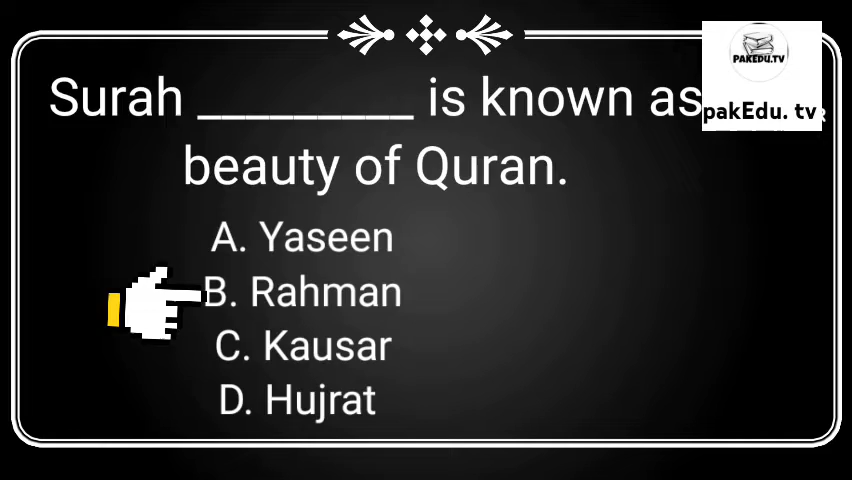 Surah _________ is known as
beauty of Quran.
A. Yaseen
B. Rahman
C. Kausar
D. Hujrat
PAKEDU.TV
pakEdu. tv